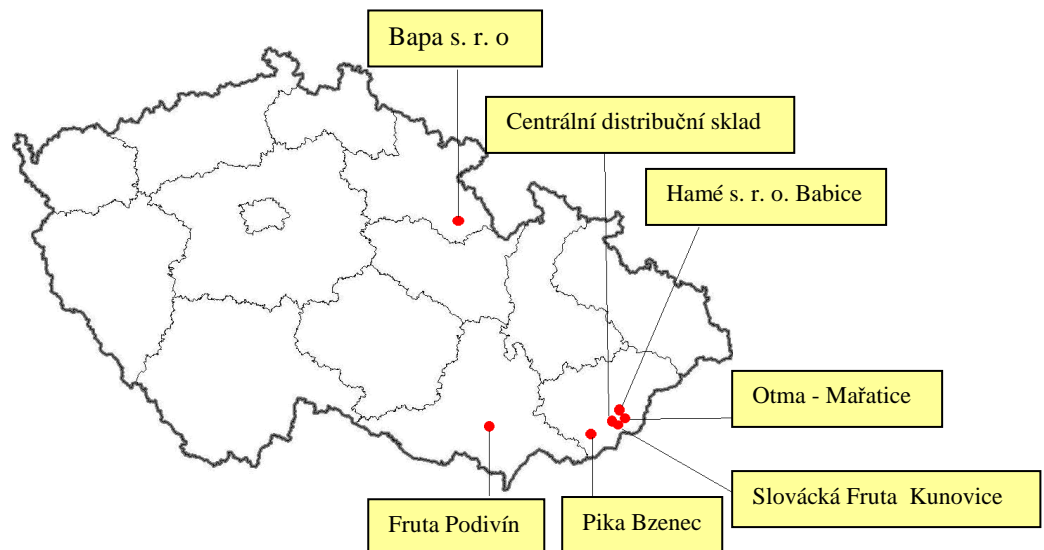 Bapa s. r. o
Centrální distribuční sklad
Hamé s. r. o. Babice
Otma - Mařatice
Slovácká Fruta Kunovice
Fruta Podivín
Pika Bzenec